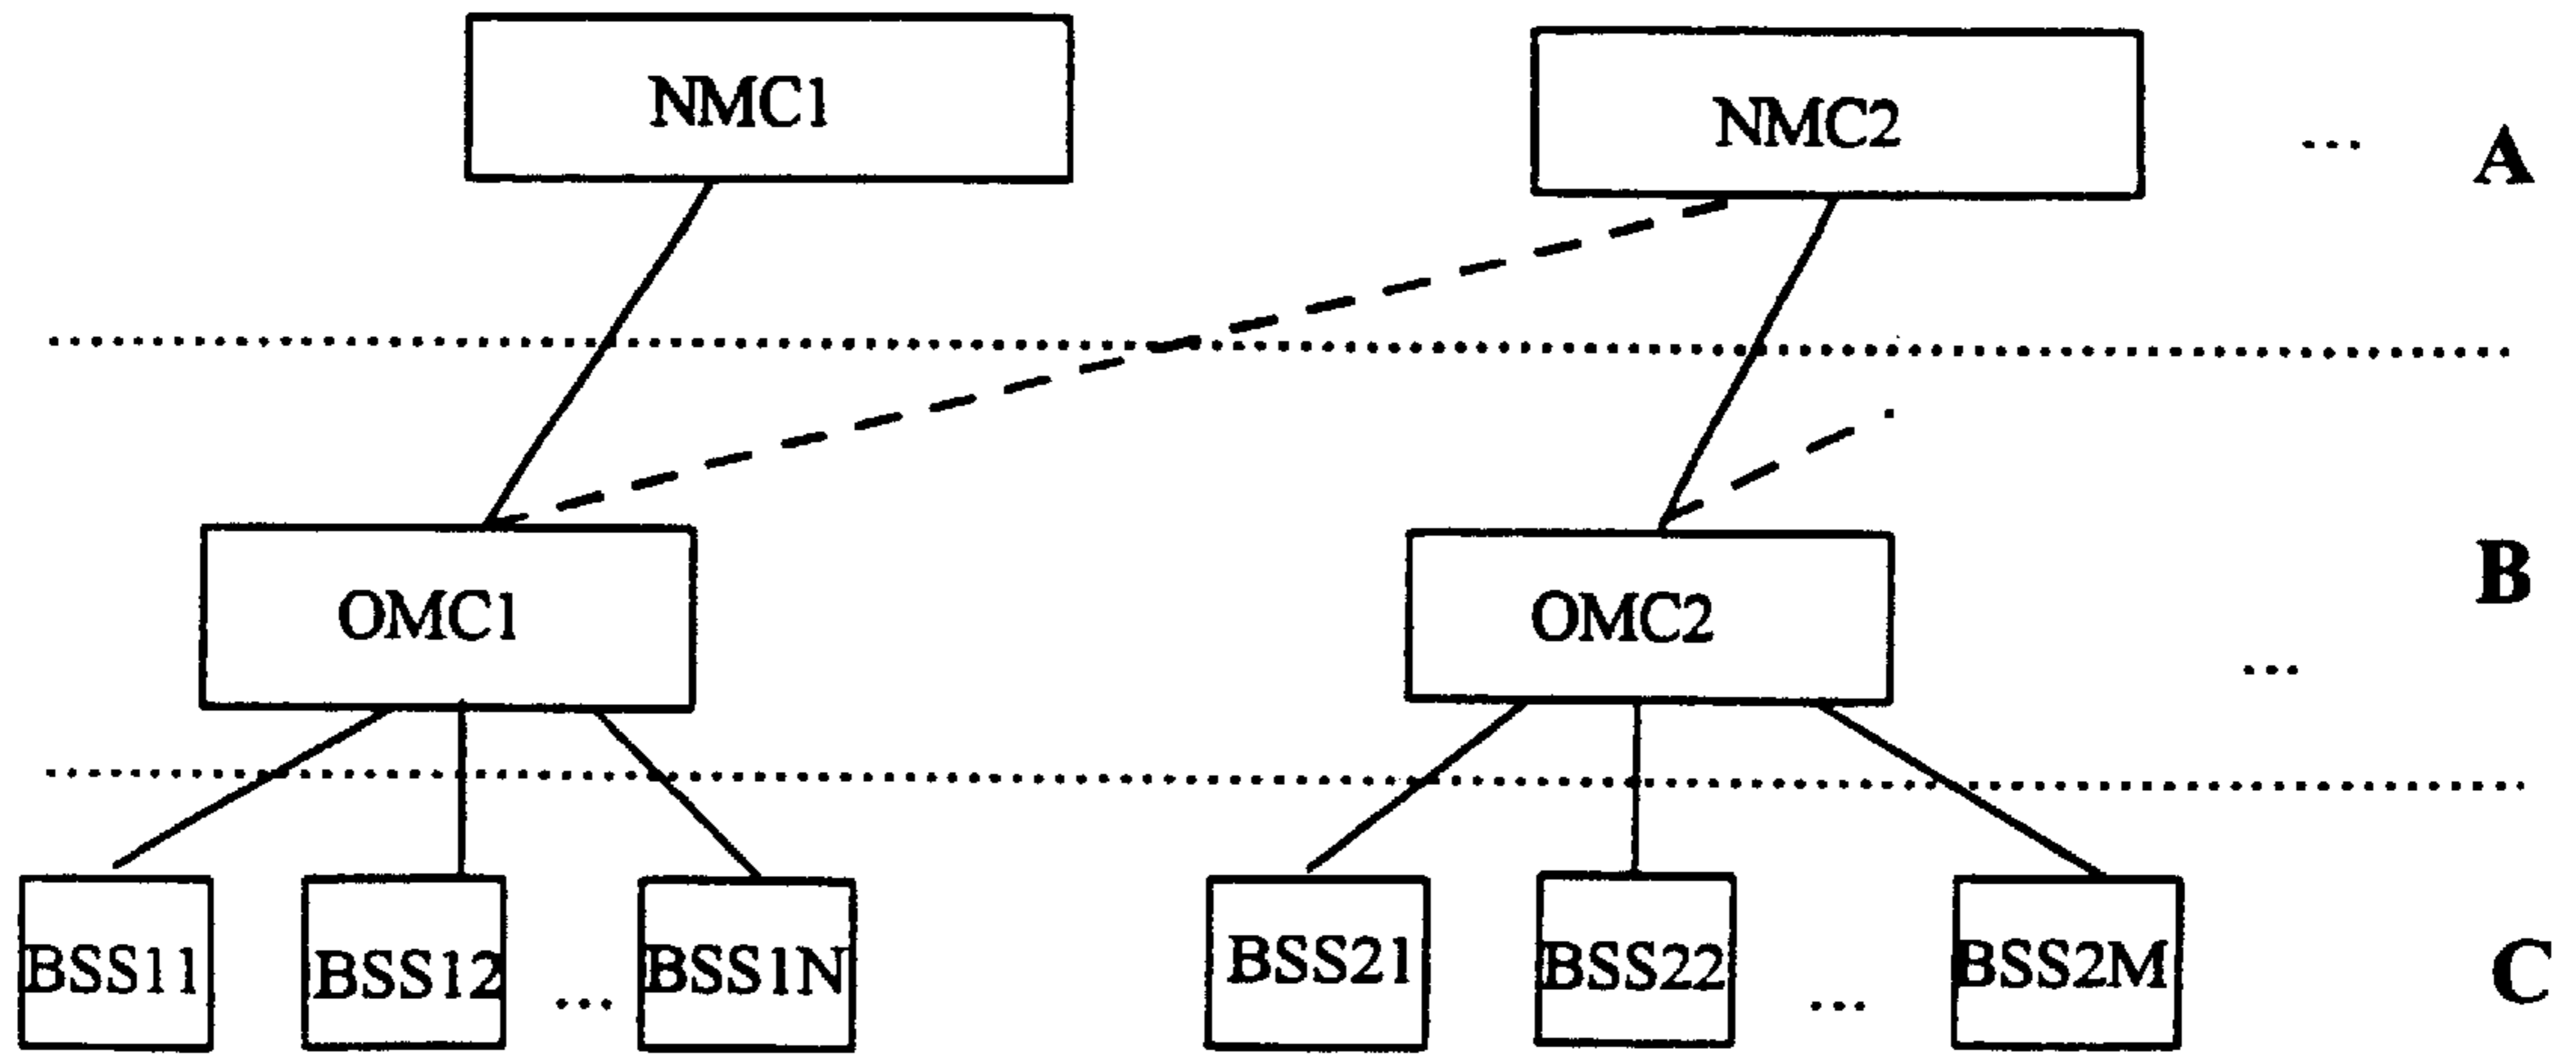 NMC1
NMC2
...
A
OMC1
OMC2
...
B
BSS11
BSS12
...
BSS1N
BSS21
BSS22
...
BSS2M
C